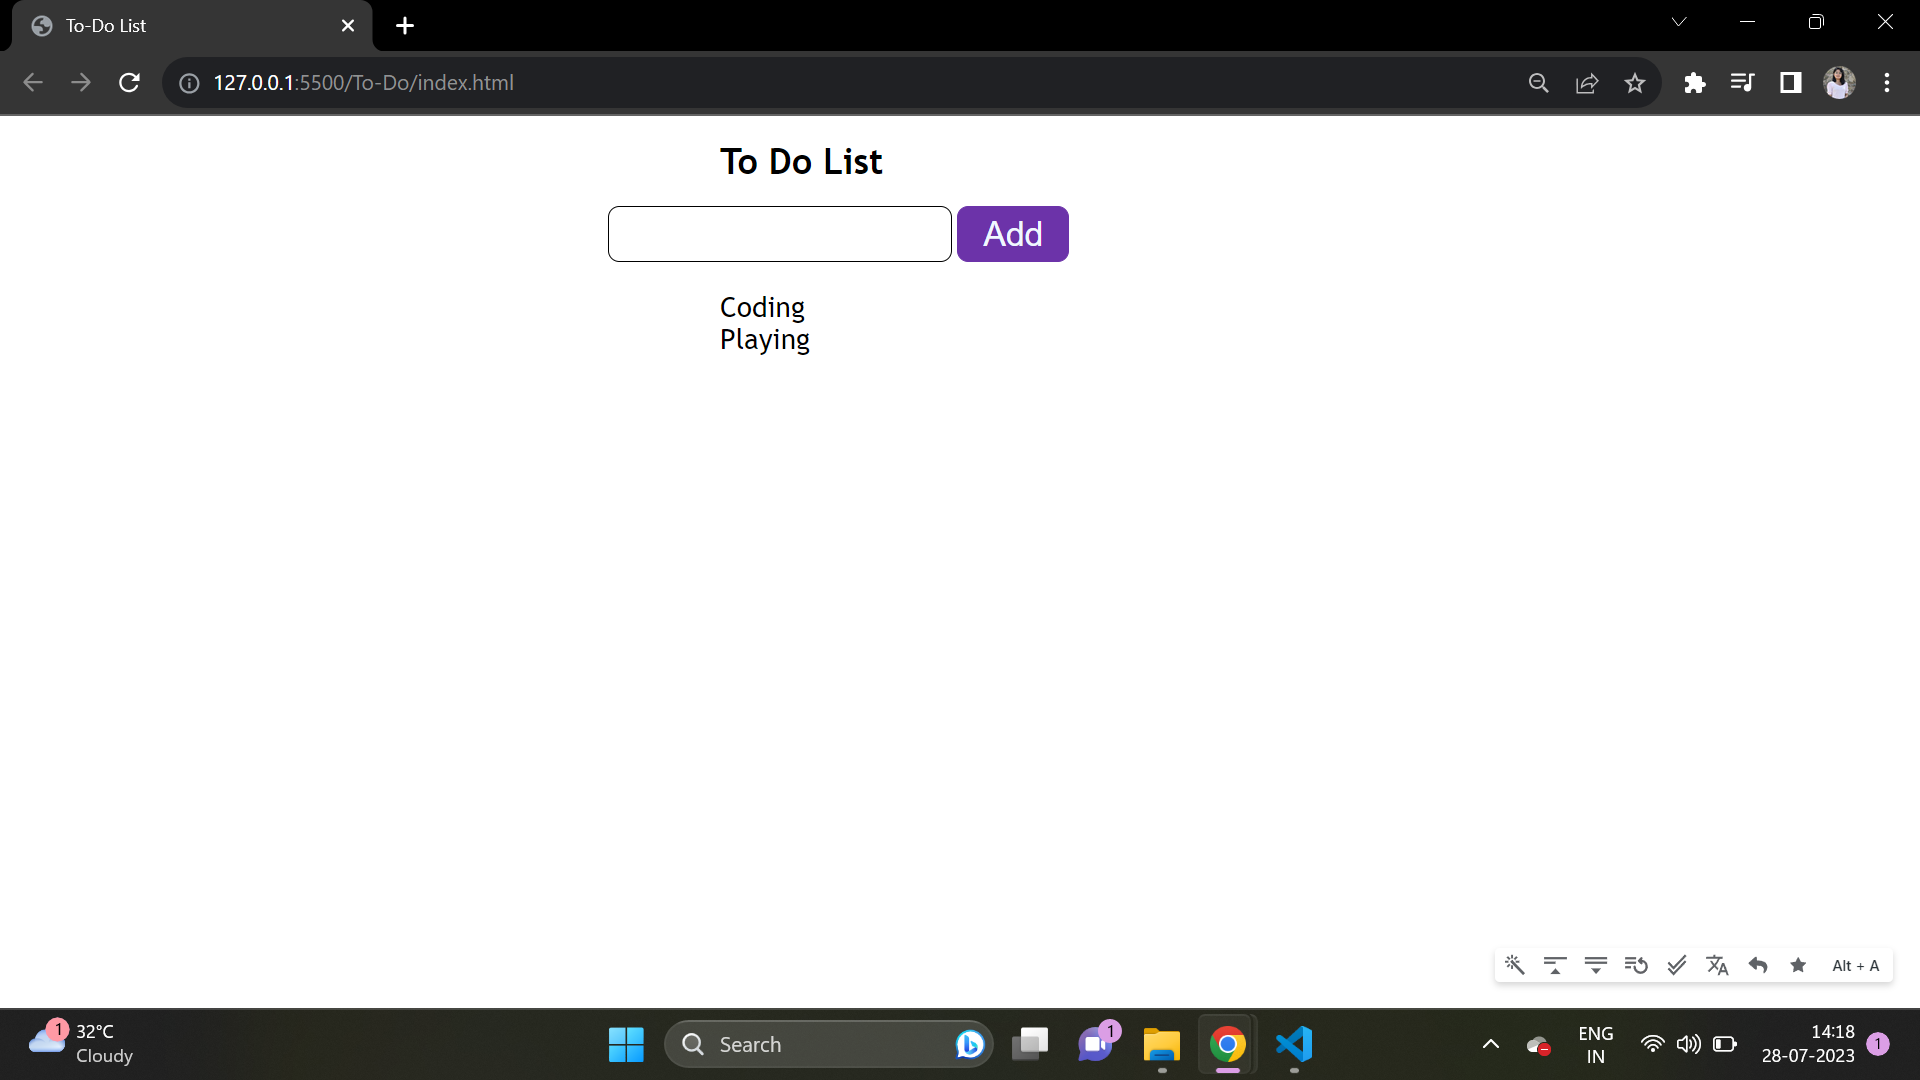 To-Do List
127.0.0.1:5500/To-Do/index.html
To Do List
Add
Coding
Playing
Alt + A
1
32°C
Cloudy
Search
1
ENG
IN
14:18
28-07-2023
1